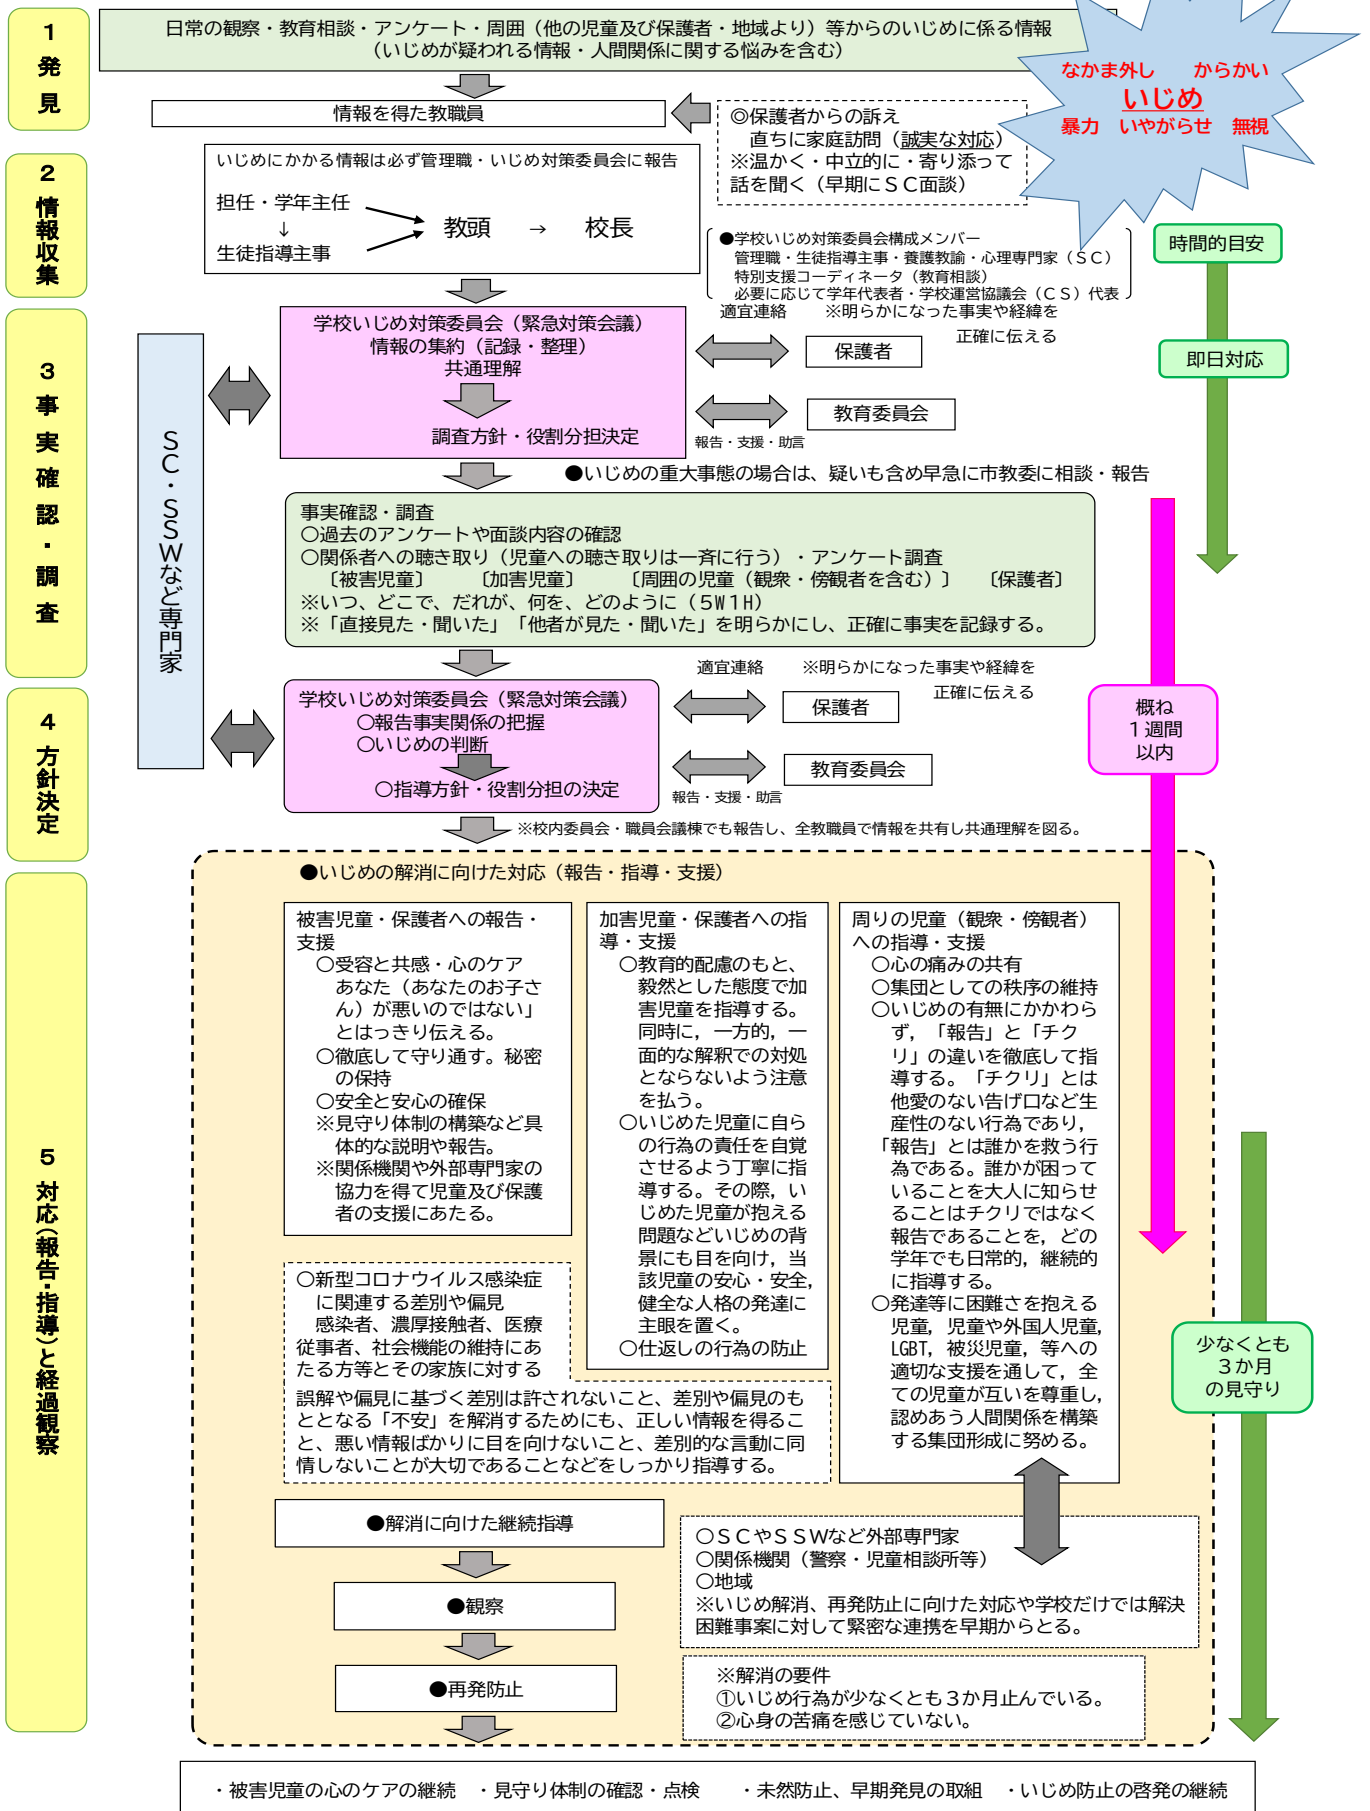 1
発
見
日常の観察・教育相談・アンケート・周囲（他の児童及び保護者・地域より）等からのいじめに係る情報
（いじめが疑われる情報・人間関係に関する悩みを含む）
なかま外し　からかい
いじめ
暴力　いやがらせ　無視
情報を得た教職員
◎保護者からの訴え
直ちに家庭訪問（誠実な対応）
※温かく・中立的に・寄り添って
話を聞く（早期にＳＣ面談）
2
情報収集
いじめにかかる情報は必ず管理職・いじめ対策委員会に報告
担任・学年主任
↓
生徒指導主事
教頭　→　校長
●学校いじめ対策委員会構成メンバー
管理職・生徒指導主事・養護教諭・心理専門家（ＳＣ）
特別支援コーディネータ（教育相談）
必要に応じて学年代表者・学校運営協議会（ＣＳ）代表
時間的目安
即日対応
3
事実確認・調査
ＳＣ・ＳＳＷなど専門家
学校いじめ対策委員会（緊急対策会議）
情報の集約（記録・整理）
共通理解
調査方針・役割分担決定
適宜連絡　※明らかになった事実や経緯を
正確に伝える
保護者
教育委員会
報告・支援・助言
●いじめの重大事態の場合は、疑いも含め早急に市教委に相談・報告
事実確認・調査
○過去のアンケートや面談内容の確認
○関係者への聴き取り（児童への聴き取りは一斉に行う）・アンケート調査
〔被害児童〕　〔加害児童〕　〔周囲の児童（観衆・傍観者を含む）〕　〔保護者〕
※いつ、どこで、だれが、何を、どのように（5W1H）
※「直接見た・聞いた」「他者が見た・聞いた」を明らかにし、正確に事実を記録する。
4
方針決定
学校いじめ対策委員会（緊急対策会議）
○報告事実関係の把握
○いじめの判断
○指導方針・役割分担の決定
適宜連絡　※明らかになった事実や経緯を
正確に伝える
保護者
教育委員会
報告・支援・助言
概ね
１週間
以内
※校内委員会・職員会議棟でも報告し、全教職員で情報を共有し共通理解を図る。
5
対応（報告・指導）と経過観察
●いじめの解消に向けた対応（報告・指導・支援）
被害児童・保護者への報告・
支援
○受容と共感・心のケア
あなた（あなたのお子さ
ん）が悪いのではない」
とはっきり伝える。
○徹底して守り通す。秘密
の保持
○安全と安心の確保
※見守り体制の構築など具
体的な説明や報告。
※関係機関や外部専門家の
協力を得て児童及び保護
者の支援にあたる。
加害児童・保護者への指
導・支援
○教育的配慮のもと、
毅然とした態度で加
害児童を指導する。
同時に，一方的，一
面的な解釈での対処
とならないよう注意
を払う。
○いじめた児童に自ら
の行為の責任を自覚
させるよう丁寧に指
導する。その際，い
じめた児童が抱える
問題などいじめの背
景にも目を向け，当
該児童の安心・安全，
健全な人格の発達に
主眼を置く。
○仕返しの行為の防止
周りの児童（観衆・傍観者）
への指導・支援
○心の痛みの共有
○集団としての秩序の維持
○いじめの有無にかかわら
ず，「報告」と「チク
リ」の違いを徹底して指
導する。「チクリ」とは
他愛のない告げ口など生
産性のない行為であり，
「報告」とは誰かを救う行
為である。誰かが困って
いることを大人に知らせ
ることはチクリではなく
報告であることを，どの
学年でも日常的，継続的
に指導する。
○発達等に困難さを抱える
児童，児童や外国人児童，
LGBT，被災児童，等への
適切な支援を通して，全
ての児童が互いを尊重し，
認めあう人間関係を構築
する集団形成に努める。
○新型コロナウイルス感染症
に関連する差別や偏見
感染者、濃厚接触者、医療
従事者、社会機能の維持にあ
たる方等とその家族に対する
誤解や偏見に基づく差別は許されないこと、差別や偏見のも
ととなる「不安」を解消するためにも、正しい情報を得るこ
と、悪い情報ばかりに目を向けないこと、差別的な言動に同
情しないことが大切であることなどをしっかり指導する。
少なくとも
３か月
の見守り
●解消に向けた継続指導
●観察
●再発防止
○ＳＣやＳＳＷなど外部専門家
○関係機関（警察・児童相談所等）
○地域
※いじめ解消、再発防止に向けた対応や学校だけでは解決
困難事案に対して緊密な連携を早期からとる。
※解消の要件
①いじめ行為が少なくとも３か月止んでいる。
②心身の苦痛を感じていない。
・被害児童の心のケアの継続　・見守り体制の確認・点検　・未然防止、早期発見の取組　・いじめ防止の啓発の継続